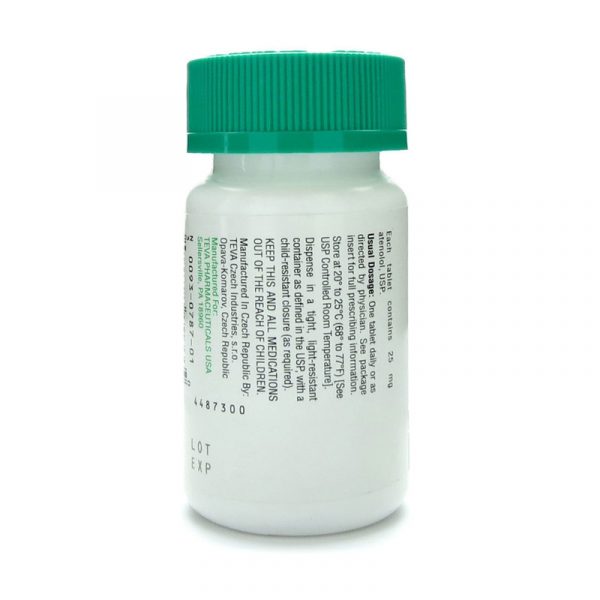 Each tablet contains 25 mg
atenolol, USP.
Usual Dosage: One tablet daily or as
directed by physician. See package
insert for full prescribing information.
Store at 20° to 25°C (68° to 77°F) [See
USP Controlled Room Temperature].
Dispense in a tight, light-resistant
container as defined in the USP, with a
child-resistant closure (as required).
KEEP THIS AND ALL MEDICATIONS
OUT OF THE REACH OF CHILDREN.
Manufactured In Czech Republic By:
TEVA Czech Industries, s.r.o.
Opava-Komarov, Czech Republic
Manufactured For:
TEVA PHARMACEUTICALS USA
Sellersville, PA 18960
0093-0787-01
4487300
LOT
EXP